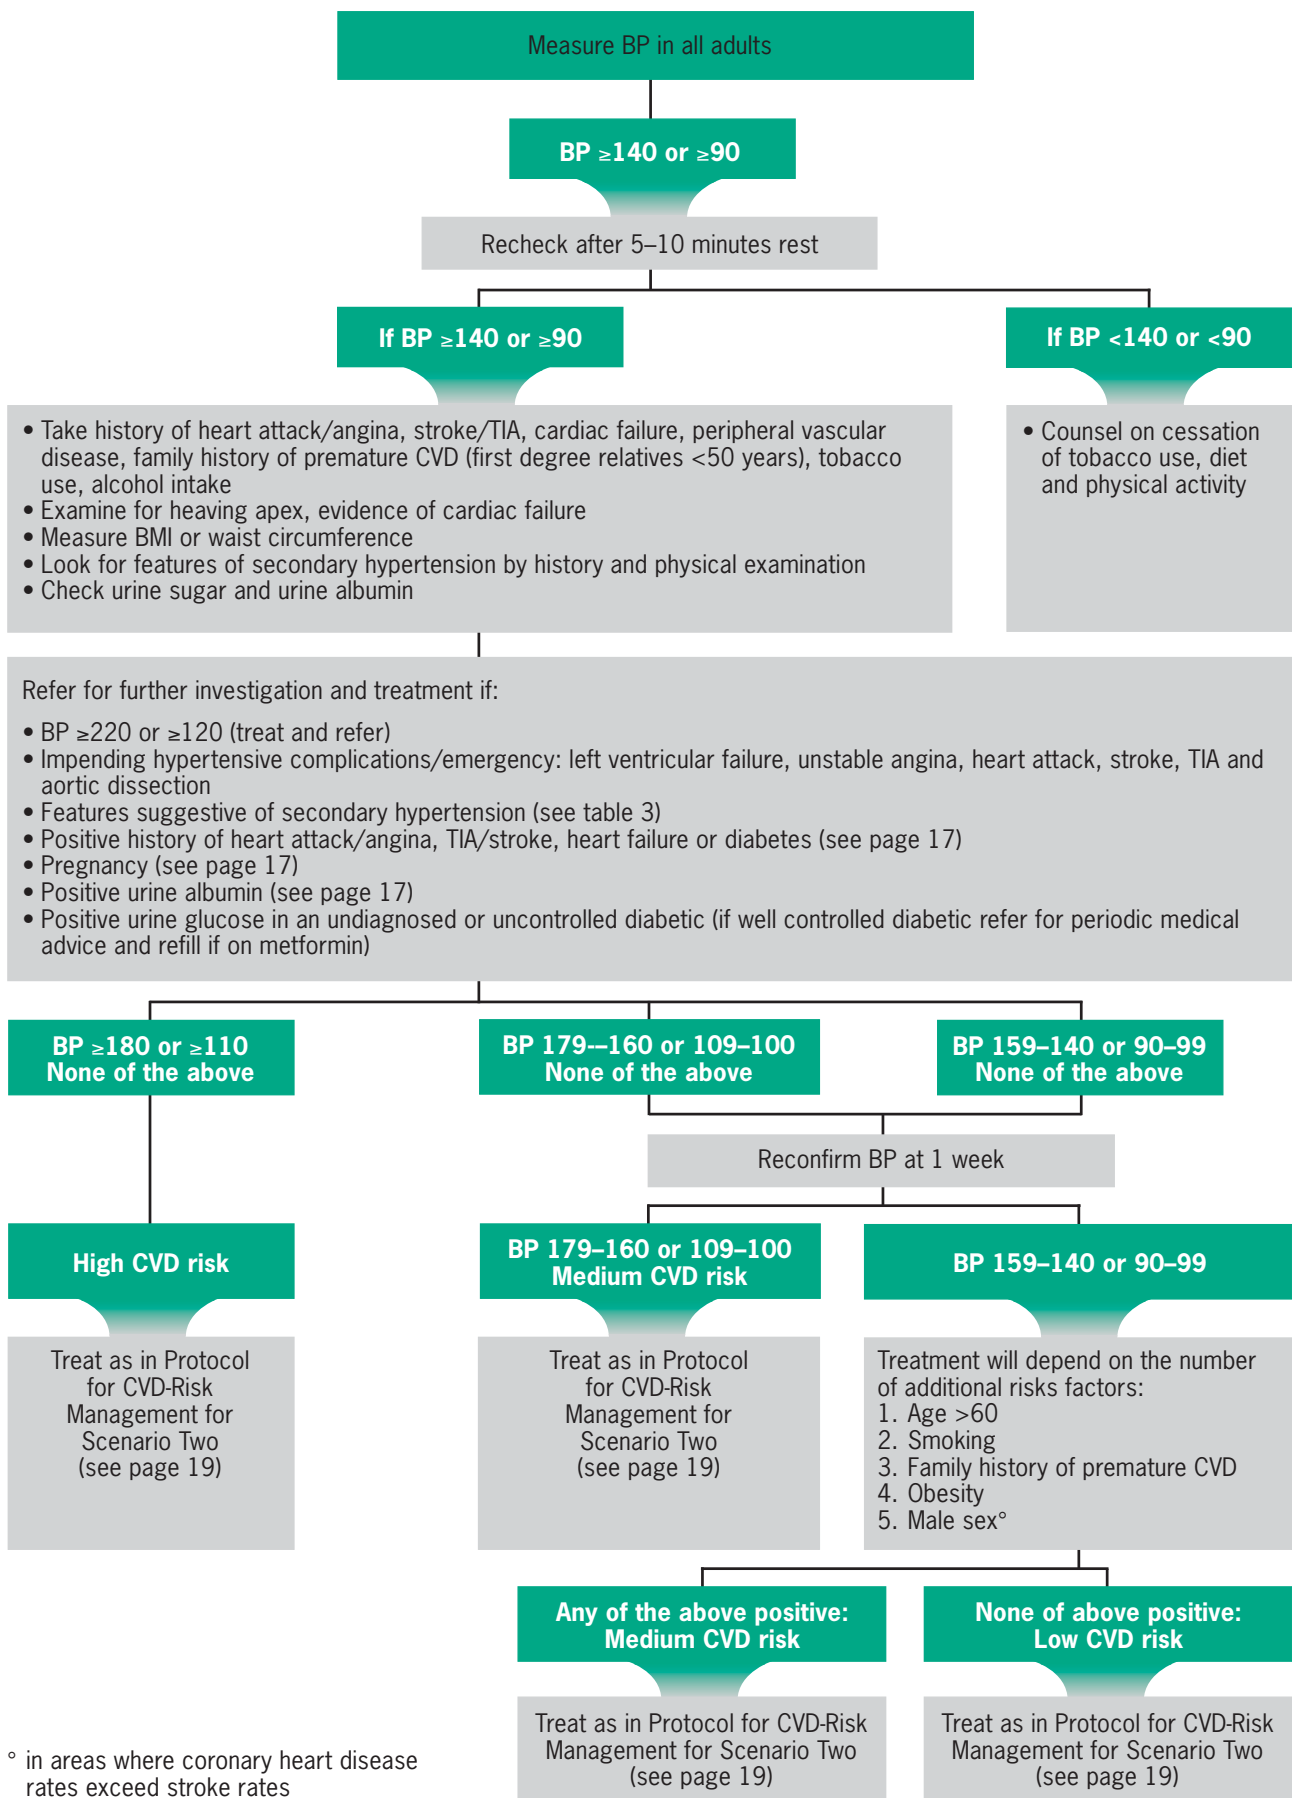 Measure BP in all adults
BP ≥140 or ≥90
Recheck after 5–10 minutes rest
If BP ≥140 or ≥90
If BP <140 or <90
• Take history of heart attack/angina, stroke/TIA, cardiac failure, peripheral vascular
disease, family history of premature CVD (first degree relatives <50 years), tobacco
use, alcohol intake
• Examine for heaving apex, evidence of cardiac failure
• Measure BMI or waist circumference
• Look for features of secondary hypertension by history and physical examination
• Check urine sugar and urine albumin
• Counsel on cessation
of tobacco use, diet
and physical activity
Refer for further investigation and treatment if:
• BP ≥220 or ≥120 (treat and refer)
• Impending hypertensive complications/emergency: left ventricular failure, unstable angina, heart attack, stroke, TIA and
aortic dissection
• Features suggestive of secondary hypertension (see table 3)
• Positive history of heart attack/angina, TIA/stroke, heart failure or diabetes (see page 17)
• Pregnancy (see page 17)
• Positive urine albumin (see page 17)
• Positive urine glucose in an undiagnosed or uncontrolled diabetic (if well controlled diabetic refer for periodic medical
advice and refill if on metformin)
BP ≥180 or ≥110
None of the above
BP 179-–160 or 109–100
None of the above
BP 159–140 or 90–99
None of the above
Reconfirm BP at 1 week
High CVD risk
BP 179–160 or 109–100
Medium CVD risk
BP 159–140 or 90–99
Treat as in Protocol
for CVD-Risk
Management for
Scenario Two
(see page 19)
Treat as in Protocol
for CVD-Risk
Management for
Scenario Two
(see page 19)
Treatment will depend on the number
of additional risks factors:
1. Age >60
2. Smoking
3. Family history of premature CVD
4. Obesity
5. Male sex°
Any of the above positive:
Medium CVD risk
None of above positive:
Low CVD risk
Treat as in Protocol for CVD-Risk
Management for Scenario Two
(see page 19)
Treat as in Protocol for CVD-Risk
Management for Scenario Two
(see page 19)
° in areas where coronary heart disease
rates exceed stroke rates